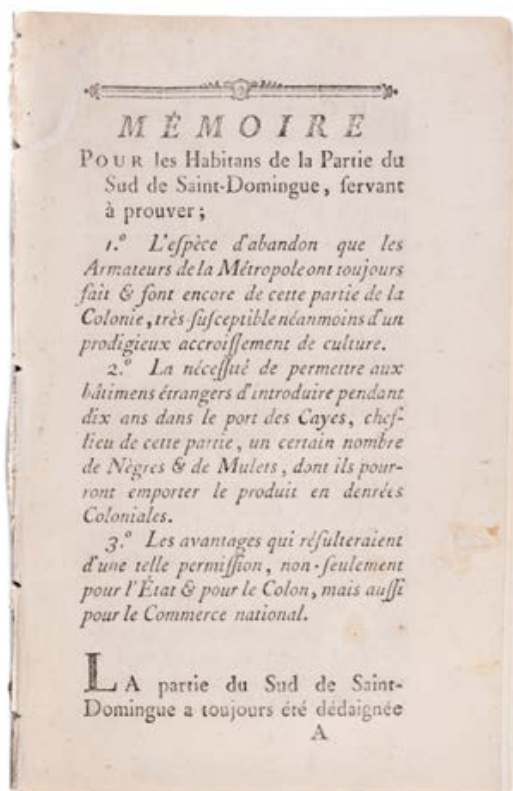 MÉMOIRE
POUR les Habitans de la Partie du
Sud de Saint-Domingue, ſervant
à prouver;
1.º L'eſpèce d'abandon que les
Armateurs de la Métropole ont toujours
fait & font encore de cette partie de la
Colonie, très-ſuſceptible néanmoins d'un
prodigieux accroiſſement de culture.
2.º La néceſſité de permettre aux
bâtimens étrangers d'introduire pendant
dix ans dans le port des Cayes, chef-
lieu de cette partie, un certain nombre
de Nègres & de Mulets, dont ils pour-
ront emporter le produit en denrées
Coloniales.
3.º Les avantages qui réſulteraient
d'une telle permiſſion, non-ſeulement
pour l'État & pour le Colon, mais auſſi
pour le Commerce national.
LA partie du Sud de Saint-
Domingue a toujours été dédaignée
A